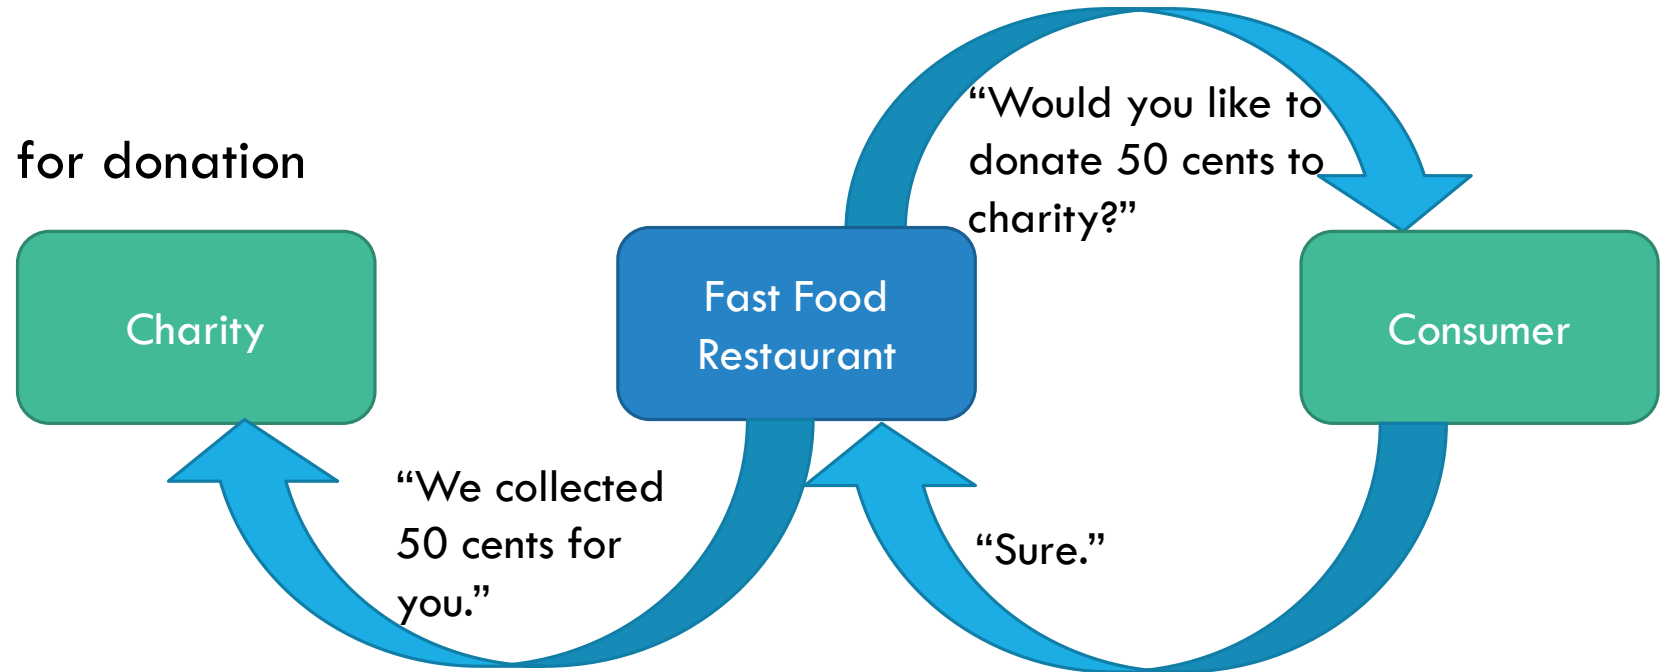 for donation
“Would you like to
donate 50 cents to
charity?”
Charity
Fast Food
Restaurant
Consumer
“We collected
50 cents for
you.”
“Sure.”